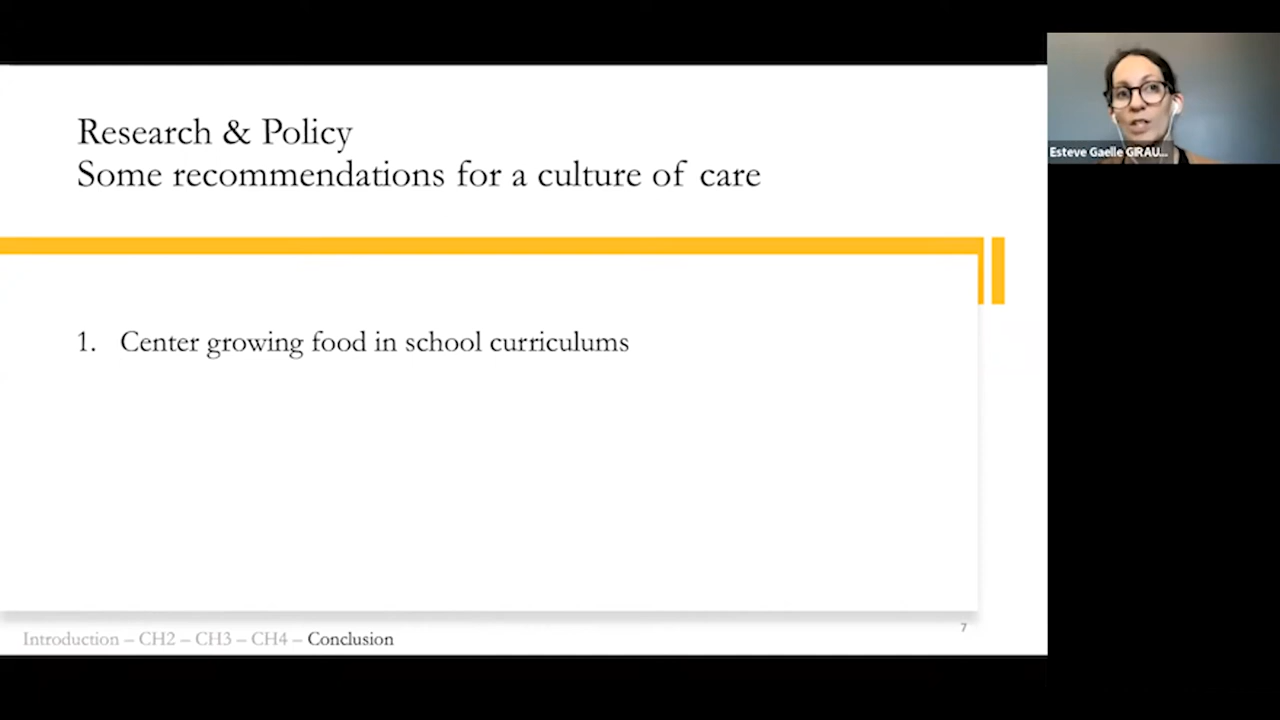 Research & Policy
Some recommendations for a culture of care
1. Center growing food in school curriculums
Introduction – CH2 – CH3 – CH4 – Conclusion
7
Esteve Gaelle GIRAU...